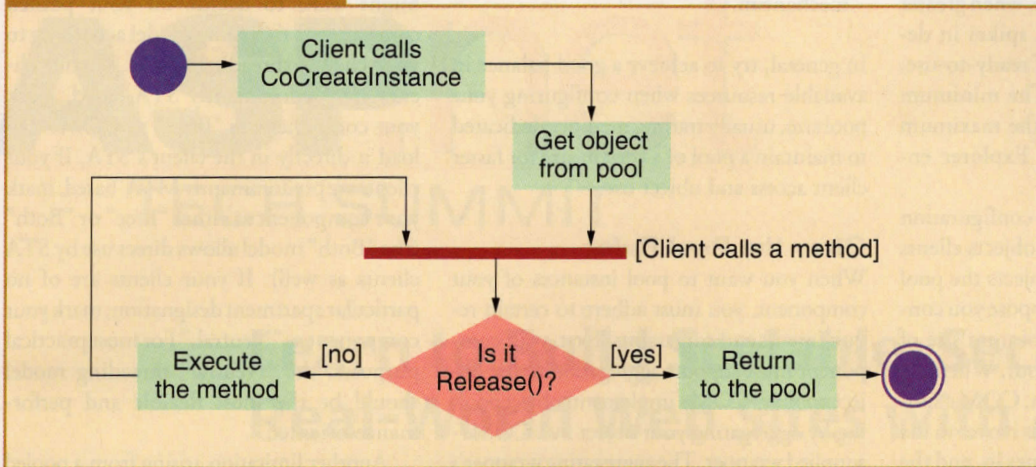 Client calls
CoCreateInstance
Get object
from pool
[Client calls a method]
Is it
Release()?
[no]
Execute
the method
[yes]
Return
to the pool